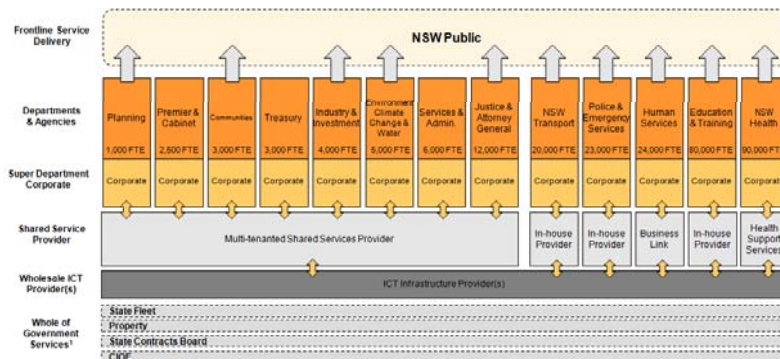 Frontline Service
Delivery
NSW Public
Departments
& Agencies
Planning
1,000 FTE
Premier &
Cabinet
2,500 FTE
Communities
3,000 FTE
Treasury
3,000 FTE
Industry &
Investment
4,000 FTE
Environment
Climate
Change &
Water
5,000 FTE
Services &
Admin.
6,000 FTE
Justice &
Attorney
General
12,000 FTE
NSW
Transport
20,000 FTE
Police &
Emergency
Services
23,000 FTE
Human
Services
24,000 FTE
Education
& Training
80,000 FTE
NSW
Health
90,000 FTE
Super Department
Corporate
Corporate
Corporate
Corporate
Corporate
Corporate
Corporate
Corporate
Corporate
Corporate
Corporate
Corporate
Corporate
Corporate
Shared Service
Provider
Multi-tenanted Shared Services Provider
In-house
Provider
In-house
Provider
Business
Link
In-house
Provider
Health
Support
Services
Wholesale ICT
Provider(s)
ICT Infrastructure Provider(s)
Whole of
Government
Services¹
State Fleet
Property
State Contracts Board